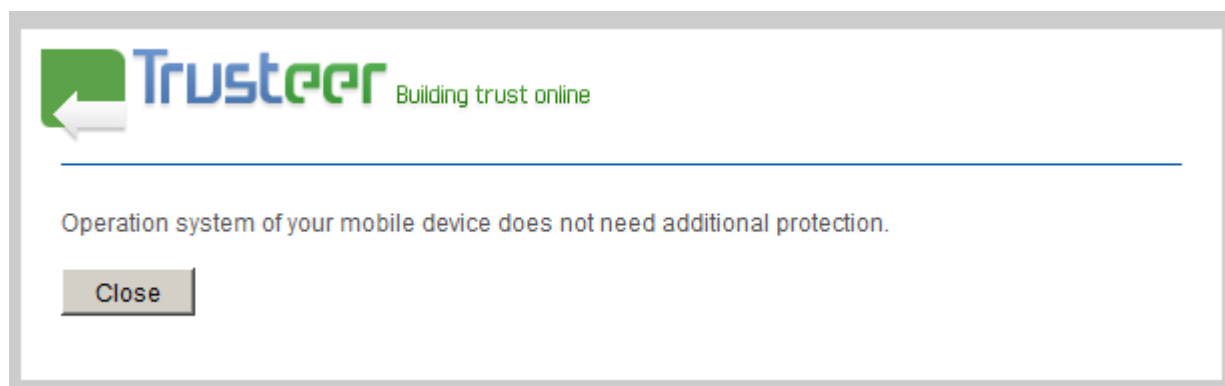 Trusteer Building trust online
Operation system of your mobile device does not need additional protection.
Close